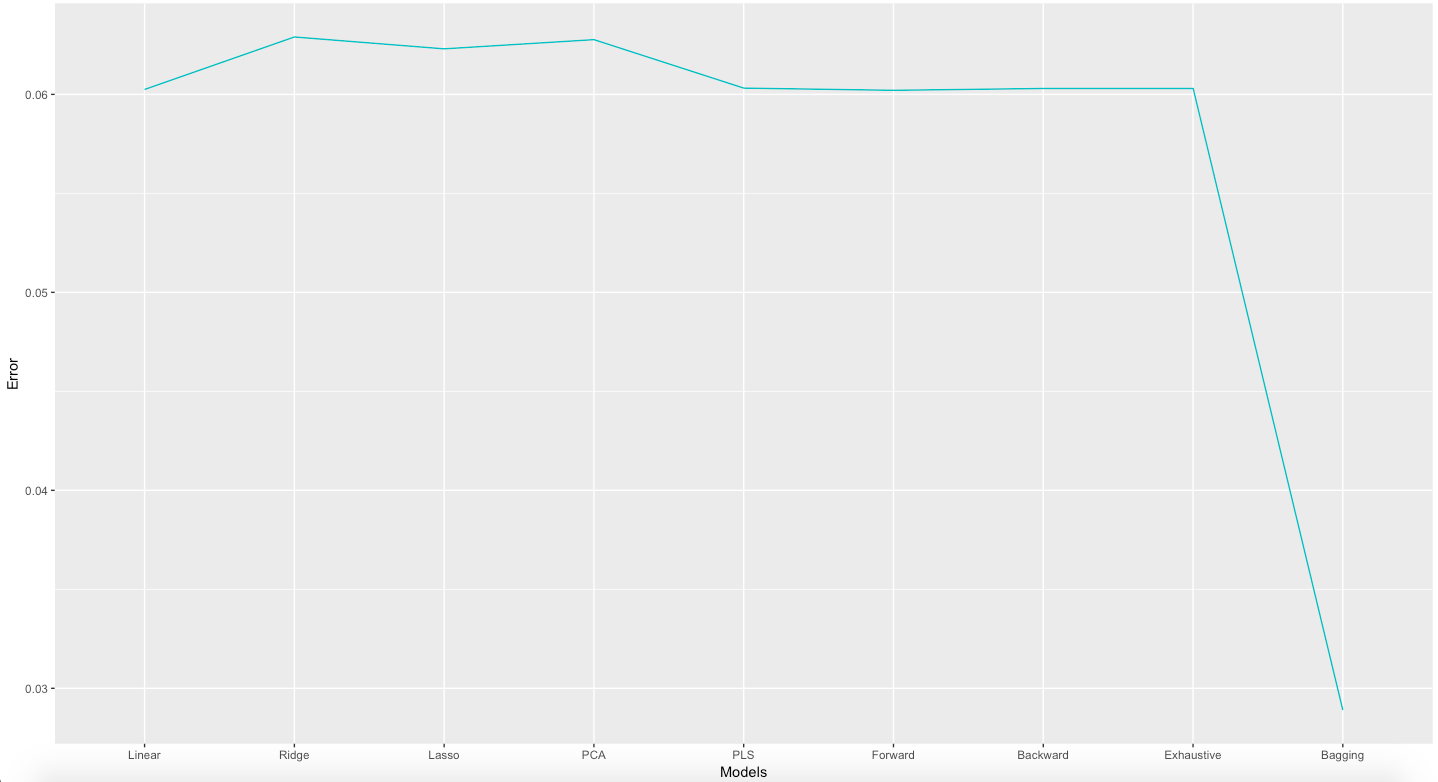 0.06
0.05
0.04
0.03
Error
Linear Ridge Lasso PCA PLS Forward Backward Exhaustive Bagging
Models